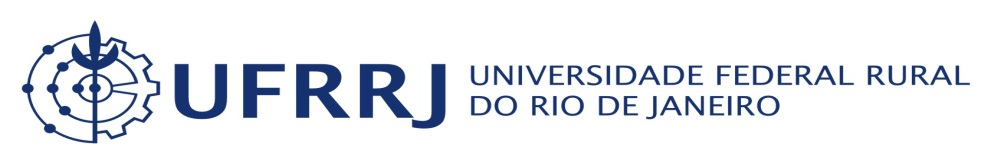 UFRRJ
UNIVERSIDADE FEDERAL RURAL
DO RIO DE JANEIRO